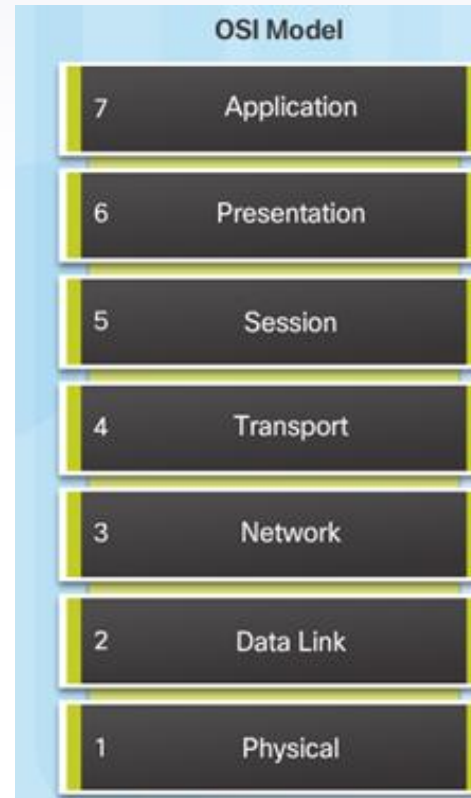 OSI Model
7 Application
6 Presentation
5 Session
4 Transport
3 Network
2 Data Link
1 Physical